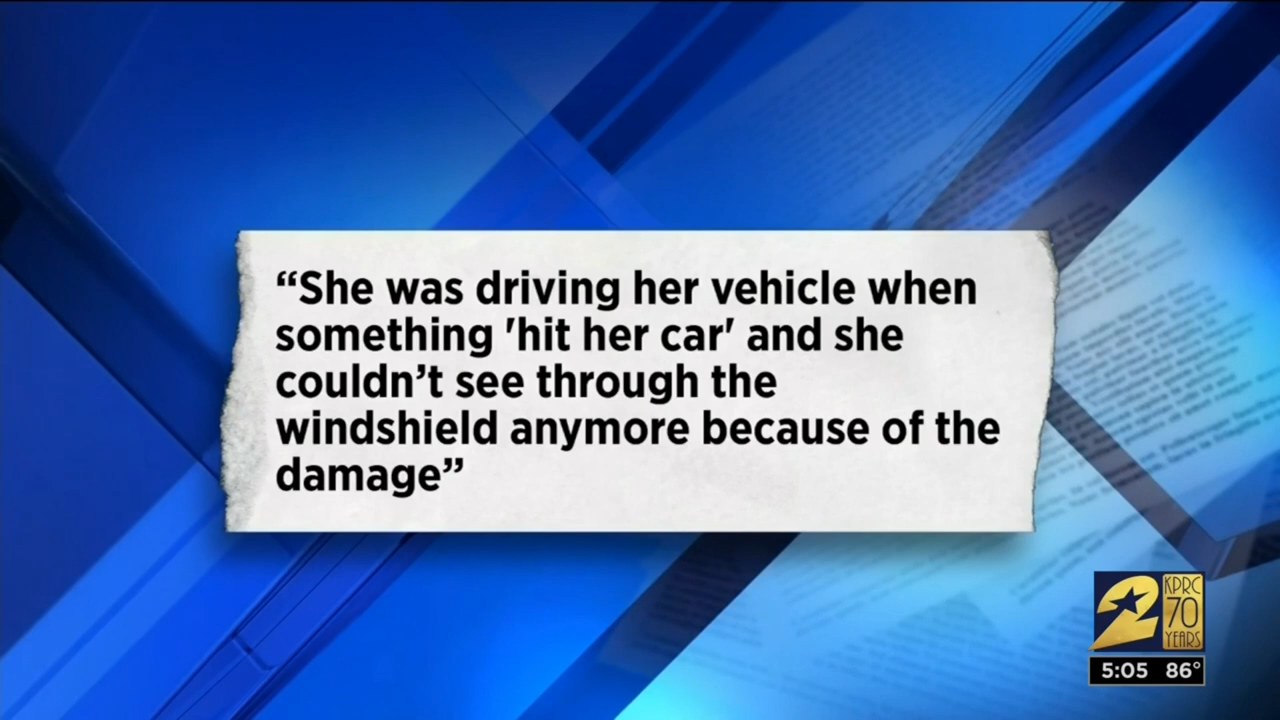 “She was driving her vehicle when
something 'hit her car' and she
couldn’t see through the
windshield anymore because of the
damage”
2
KPRC
70
YEARS
5:05 86°